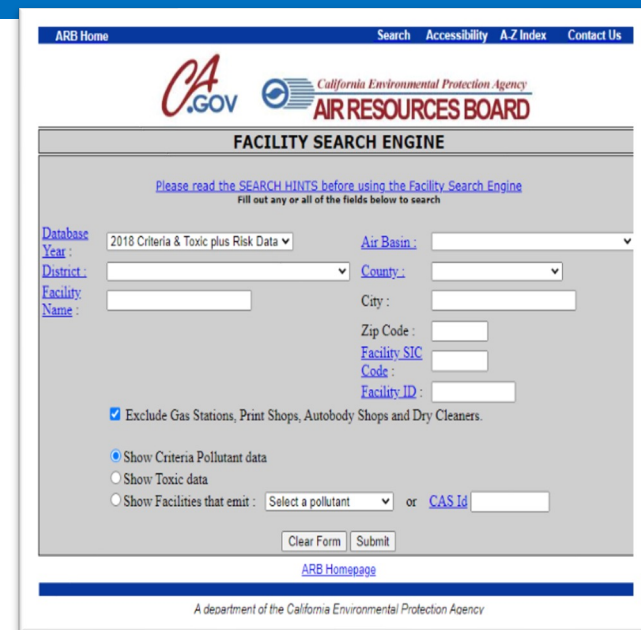 ARB Home Search Accessibility A-Z Index Contact Us
CA.GOV
California Environmental Protection Agency
AIR RESOURCES BOARD
FACILITY SEARCH ENGINE
Please read the SEARCH HINTS before using the Facility Search Engine
Fill out any or all of the fields below to search
Database Year : 2018 Criteria & Toxic plus Risk Data Air Basin :
District : County :
Facility Name : City :
Zip Code :
Facility SIC Code :
Facility ID :
Exclude Gas Stations, Print Shops, Autobody Shops and Dry Cleaners.
Show Criteria Pollutant data
Show Toxic data
Show Facilities that emit : Select a pollutant or CAS Id
Clear Form Submit
ARB Homepage
A department of the California Environmental Protection Agency